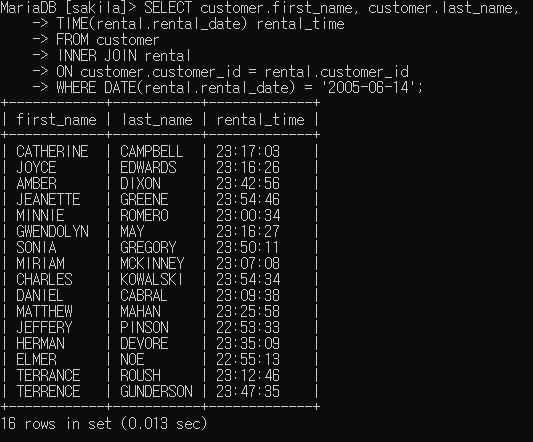 MariaDB [sakila]> SELECT customer.first_name, customer.last_name,
    -> TIME(rental.rental_date) rental_time
    -> FROM customer
    -> INNER JOIN rental
    -> ON customer.customer_id = rental.customer_id
    -> WHERE DATE(rental.rental_date) = '2005-06-14';
+------------+-----------+-------------+
| first_name | last_name | rental_time |
+------------+-----------+-------------+
| CATHERINE  | CAMPBELL  | 23:17:03    |
| JOYCE      | EDWARDS   | 23:16:26    |
| AMBER      | DIXON     | 23:42:56    |
| JEANETTE   | GREENE    | 23:54:46    |
| MINNIE     | ROMERO    | 23:00:34    |
| GWENDOLYN  | MAY       | 23:16:27    |
| SONIA      | GREGORY   | 23:50:11    |
| MIRIAM     | MCKINNEY  | 23:07:08    |
| CHARLES    | KOWALSKI  | 23:54:34    |
| DANIEL     | CABRAL    | 23:09:38    |
| MATTHEW    | MAHAN     | 23:25:58    |
| JEFFERY    | PINSON    | 22:53:33    |
| HERMAN     | DEVORE    | 23:35:09    |
| ELMER      | NOE       | 22:55:13    |
| TERRANCE   | ROUSH     | 23:12:46    |
| TERRENCE   | GUNDERSON | 23:47:35    |
+------------+-----------+-------------+
16 rows in set (0.013 sec)